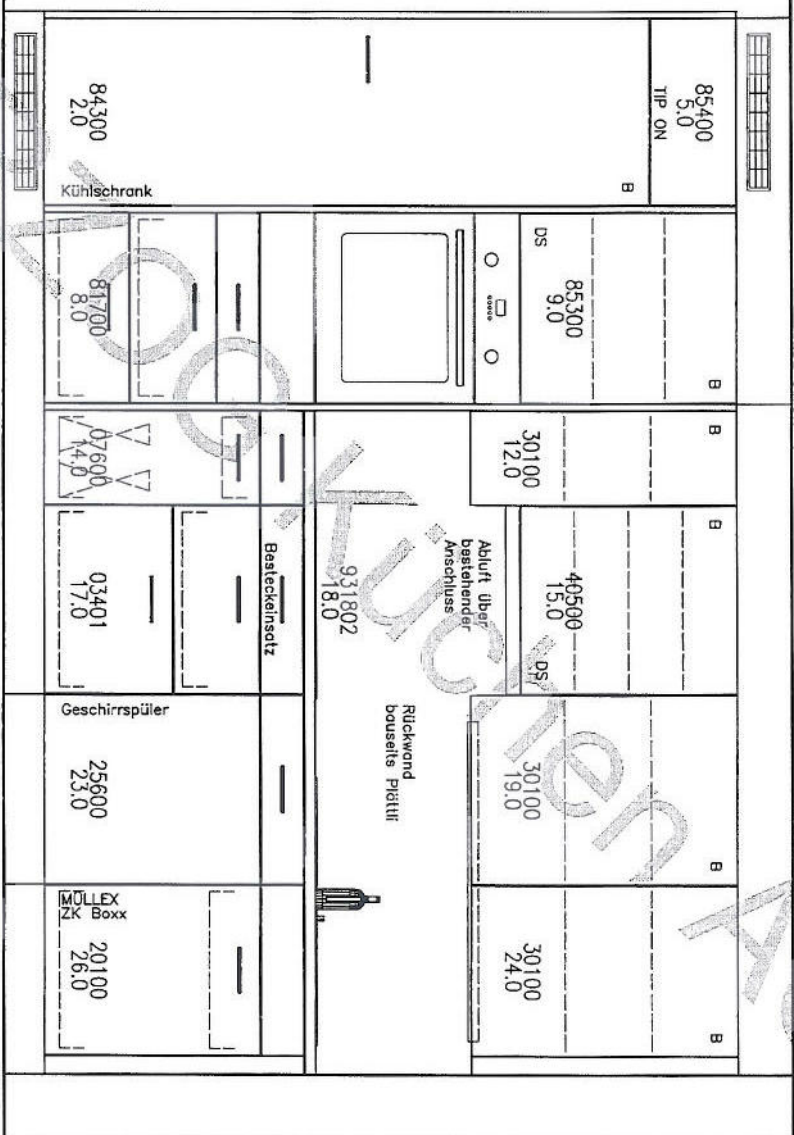 85400
5.0
TIP ON
84300
2.0
Kühlschrank
B
DS
85300
9.0
B
81700
8.0
B
30100
12.0
07600
14.0
B
40500
15.0
DS
Abluft über
bestehender
Anschluss
931802
18.0
Besteckeinsatz
03401
17.0
Rückwand
bauseits Plättli
30100
19.0
B
Geschirrspüler
25600
23.0
30100
24.0
B
MÜLLEX
ZK Boxx
20100
26.0
Küchen